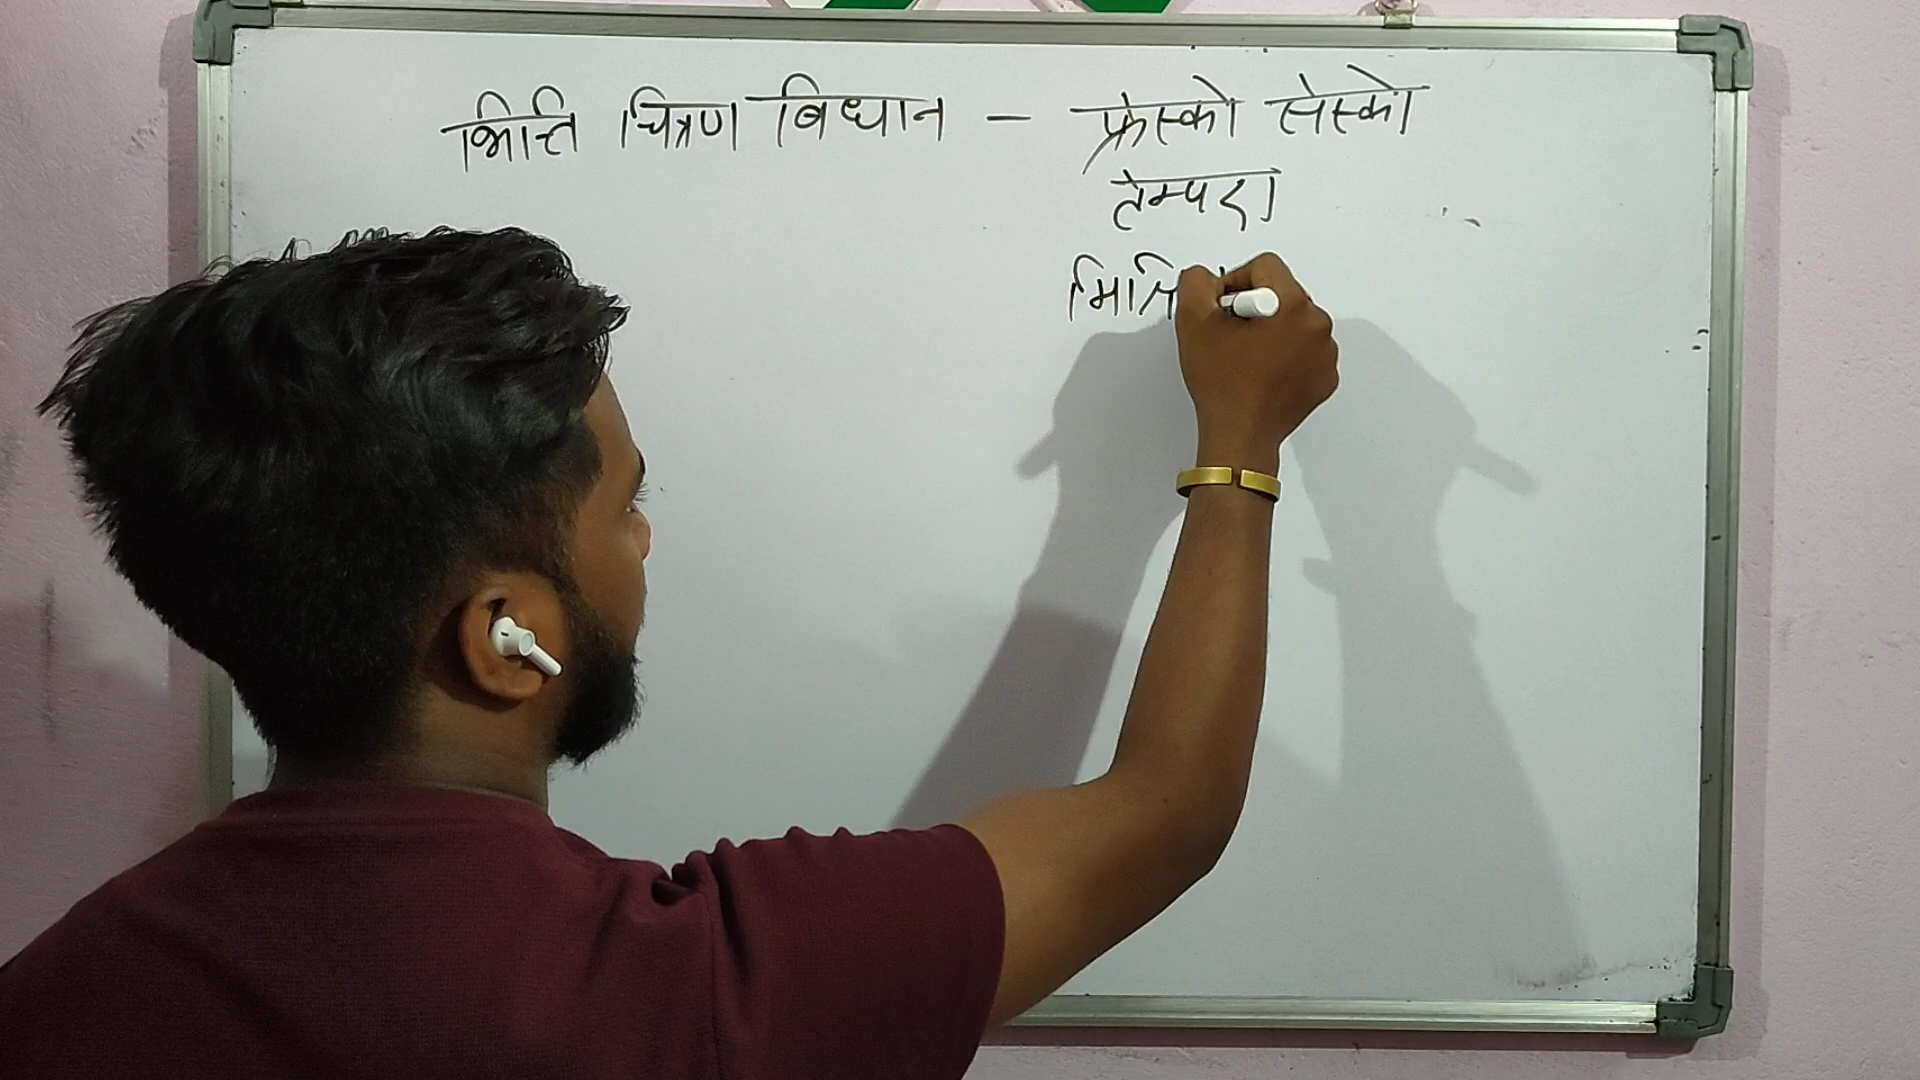 भित्ति चित्रण विधान — फ्रेस्को सेस्को
टेम्परा